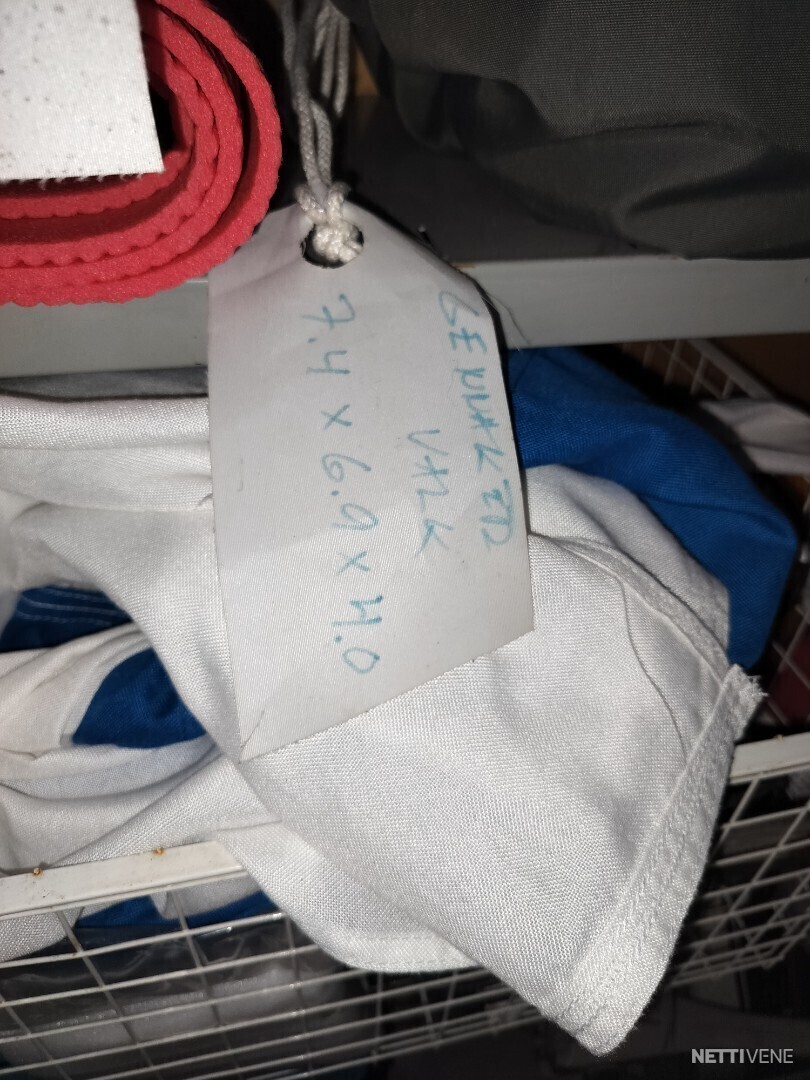 GENNAKER
VALK
7.4 x 6.9 x 4.0
NETTIVENE